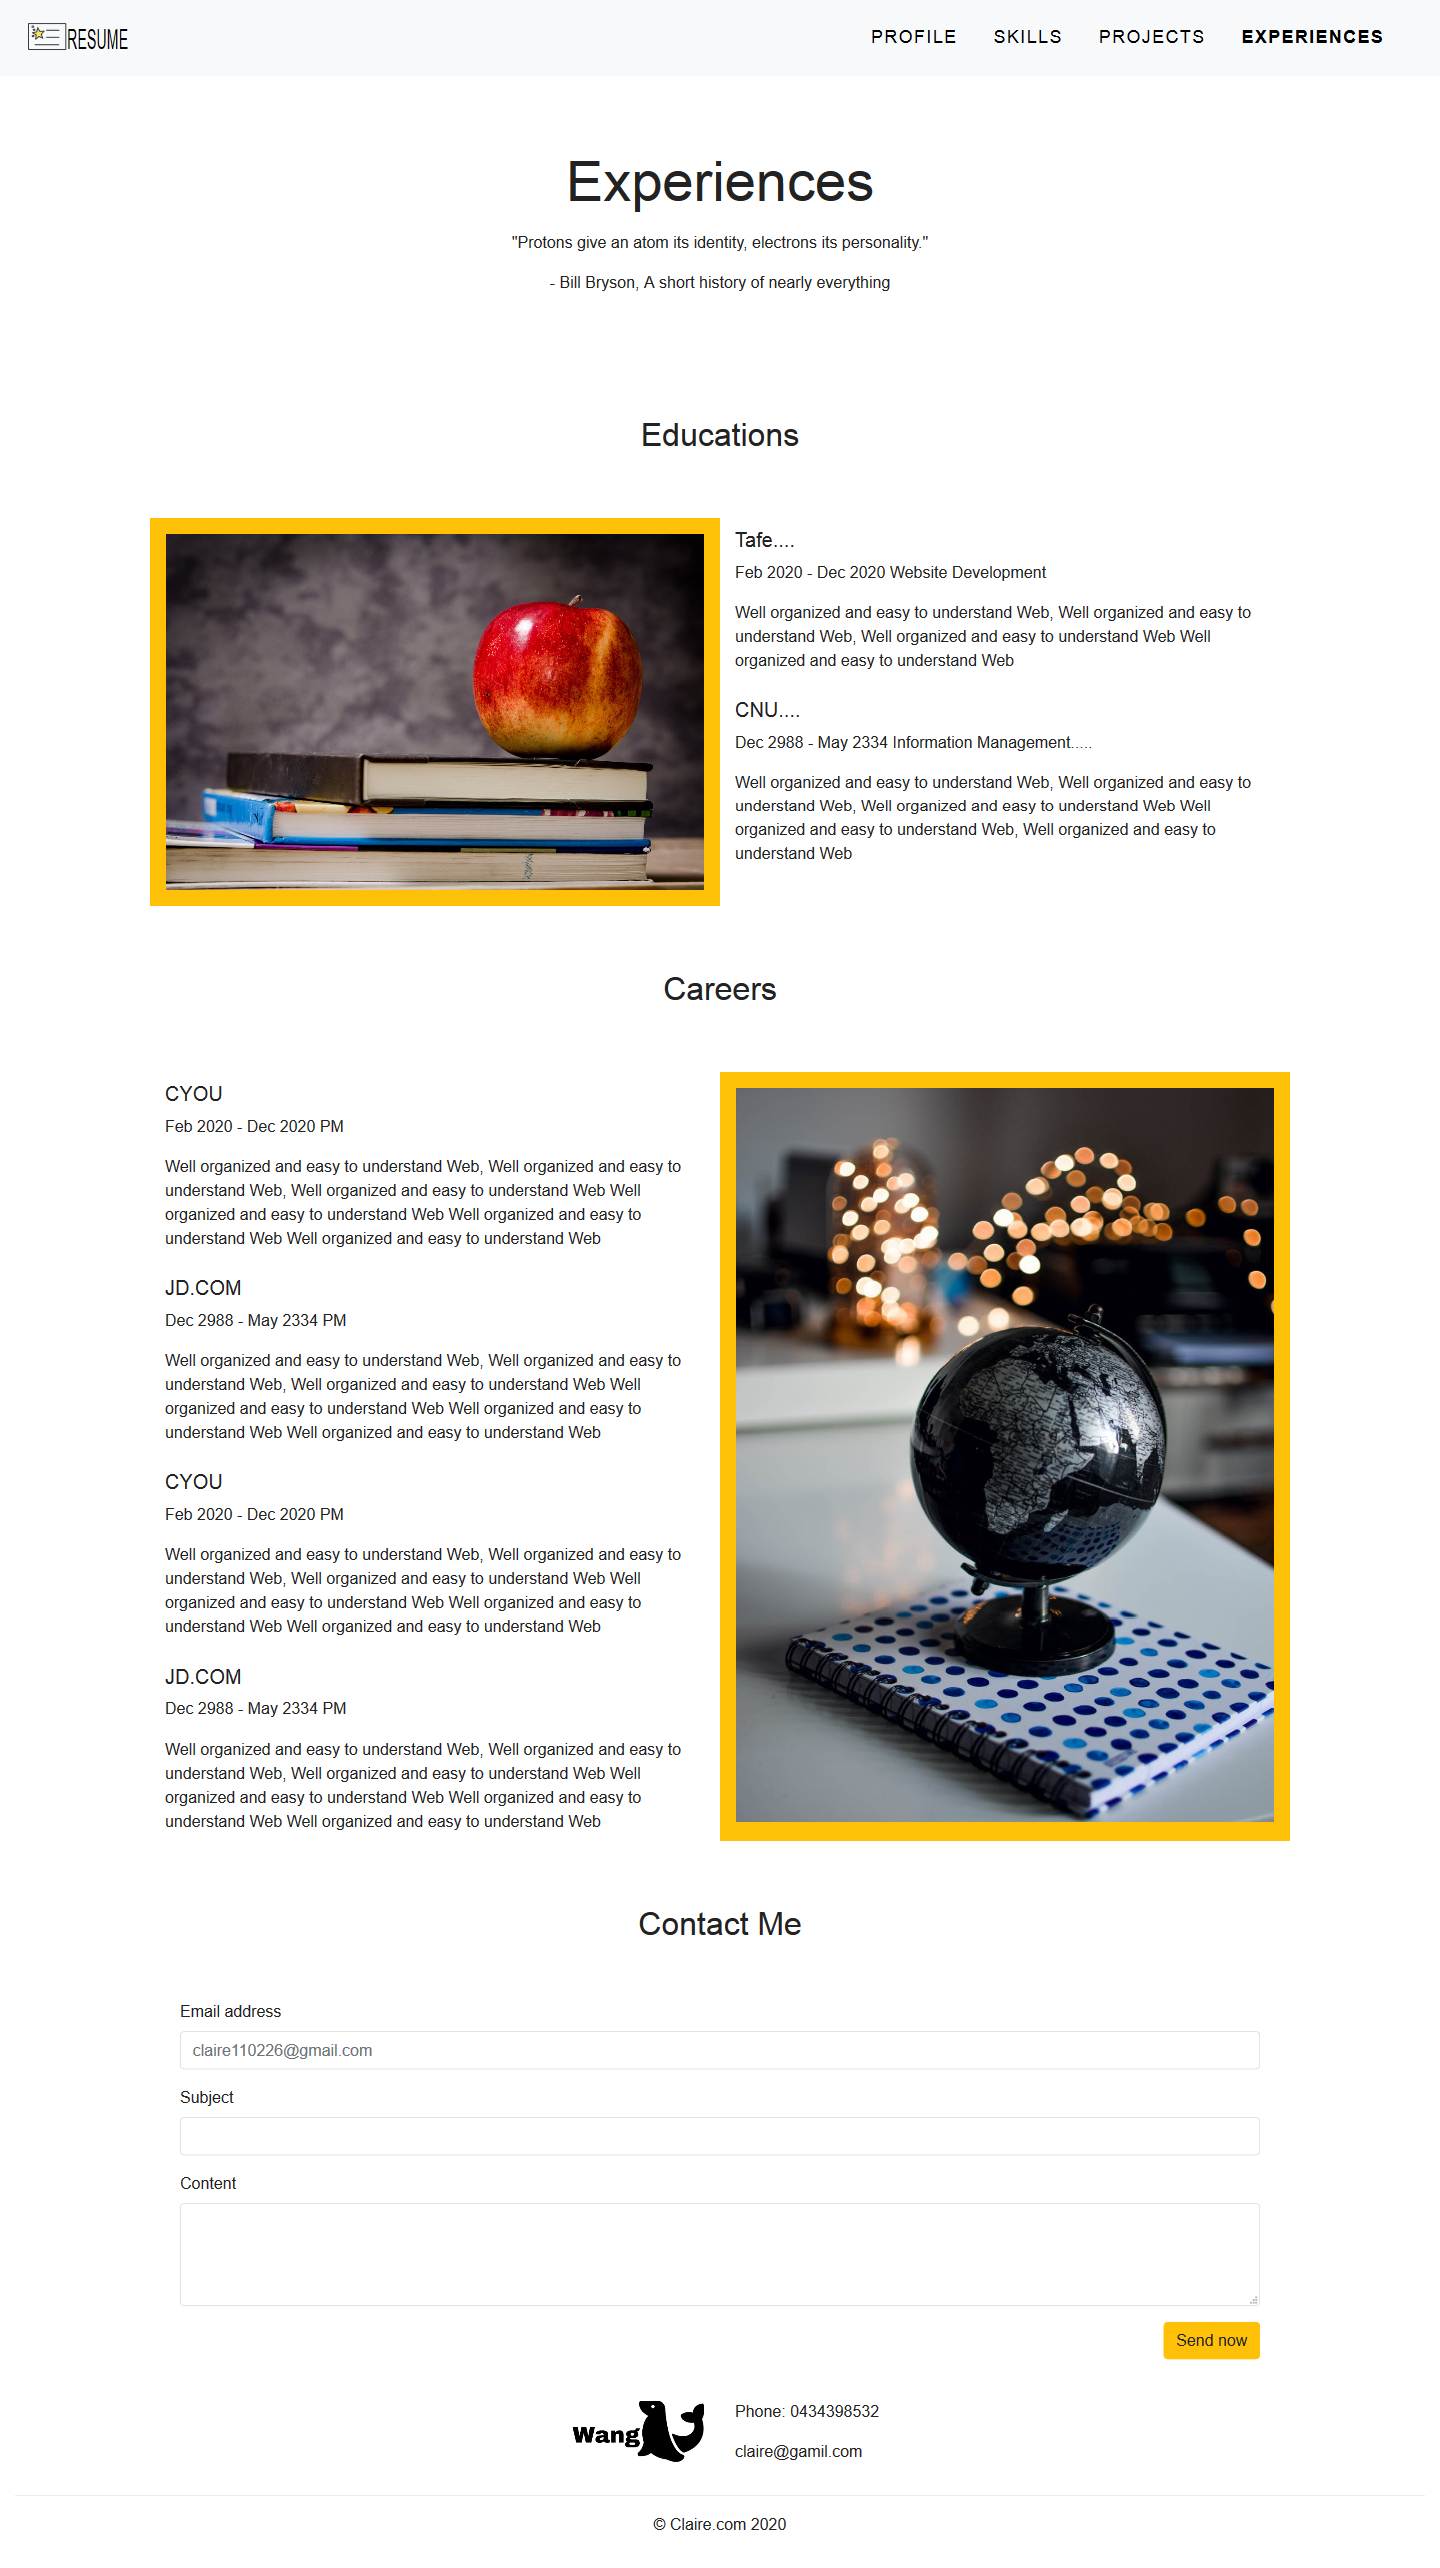 RESUME
PROFILE SKILLS PROJECTS EXPERIENCES
Experiences
"Protons give an atom its identity, electrons its personality."
- Bill Bryson, A short history of nearly everything
Educations
Tafe....
Feb 2020 - Dec 2020 Website Development
Well organized and easy to understand Web, Well organized and easy to
understand Web, Well organized and easy to understand Web Well
organized and easy to understand Web
CNU....
Dec 2988 - May 2334 Information Management.....
Well organized and easy to understand Web, Well organized and easy to
understand Web, Well organized and easy to understand Web Well
organized and easy to understand Web, Well organized and easy to
understand Web
Careers
CYOU
Feb 2020 - Dec 2020 PM
Well organized and easy to understand Web, Well organized and easy to
understand Web, Well organized and easy to understand Web Well
organized and easy to understand Web Well organized and easy to
understand Web Well organized and easy to understand Web
JD.COM
Dec 2988 - May 2334 PM
Well organized and easy to understand Web, Well organized and easy to
understand Web, Well organized and easy to understand Web Well
organized and easy to understand Web Well organized and easy to
understand Web Well organized and easy to understand Web
CYOU
Feb 2020 - Dec 2020 PM
Well organized and easy to understand Web, Well organized and easy to
understand Web, Well organized and easy to understand Web Well
organized and easy to understand Web Well organized and easy to
understand Web Well organized and easy to understand Web
JD.COM
Dec 2988 - May 2334 PM
Well organized and easy to understand Web, Well organized and easy to
understand Web, Well organized and easy to understand Web Well
organized and easy to understand Web Well organized and easy to
understand Web Well organized and easy to understand Web
Contact Me
Email address
claire110226@gmail.com
Subject
Content
Send now
Wang
Phone: 0434398532
claire@gamil.com
© Claire.com 2020